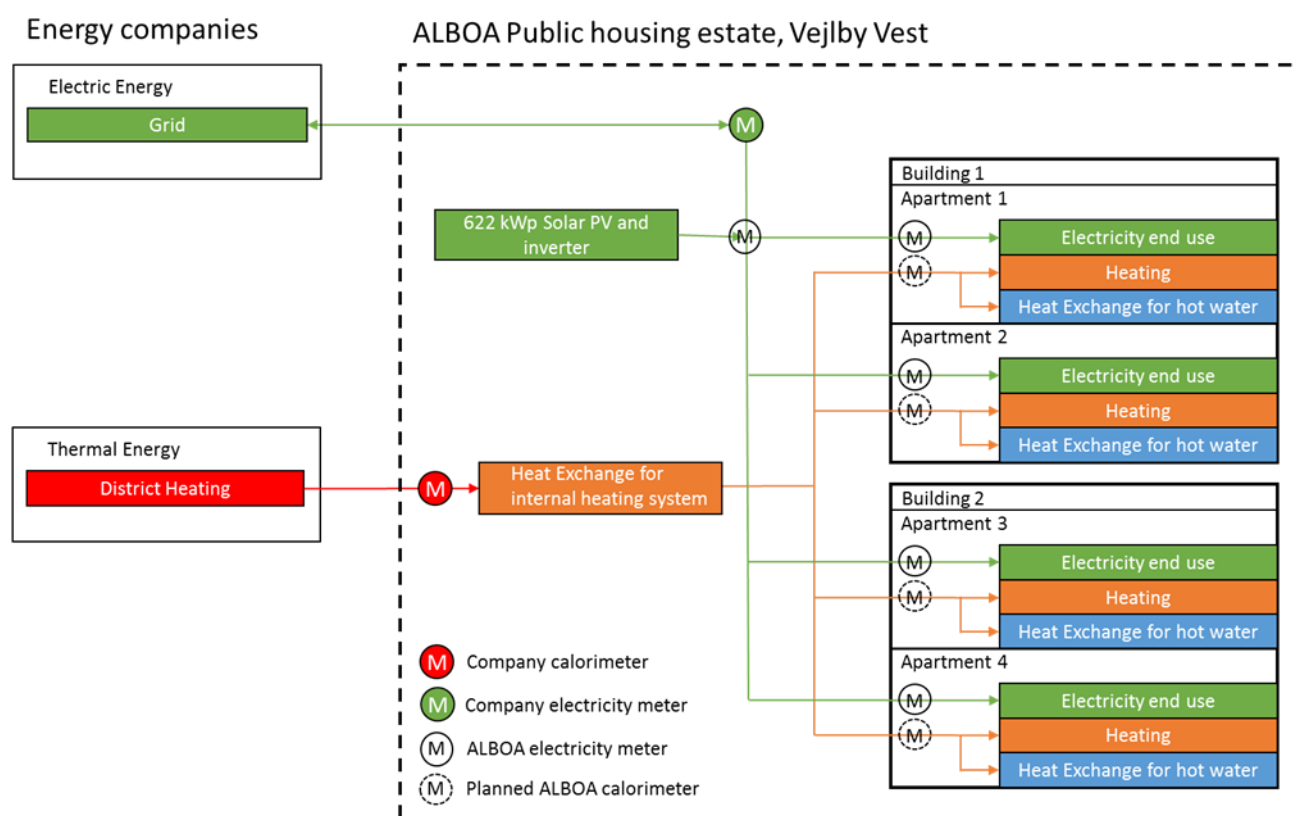 Energy companies
ALBOA Public housing estate, Vejlby Vest
Electric Energy
Grid
M
622 kWp Solar PV and
inverter
M
Building 1
Apartment 1
M
Electricity end use
M
Heating
Heat Exchange for hot water
Apartment 2
M
Electricity end use
M
Heating
Heat Exchange for hot water
Thermal Energy
District Heating
M
Heat Exchange for
internal heating system
Building 2
Apartment 3
M
Electricity end use
M
Heating
Heat Exchange for hot water
Apartment 4
M
Electricity end use
M
Heating
Heat Exchange for hot water
M Company calorimeter
M Company electricity meter
M ALBOA electricity meter
M Planned ALBOA calorimeter